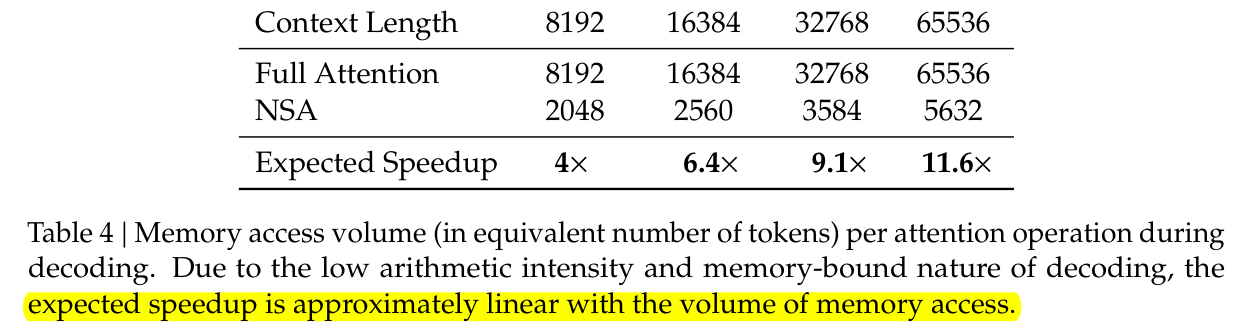 Context Length 8192 16384 32768 65536
Full Attention 8192 16384 32768 65536
NSA 2048 2560 3584 5632
Expected Speedup 4× 6.4× 9.1× 11.6×
Table 4 | Memory access volume (in equivalent number of tokens) per attention operation during
decoding. Due to the low arithmetic intensity and memory-bound nature of decoding, the
expected speedup is approximately linear with the volume of memory access.